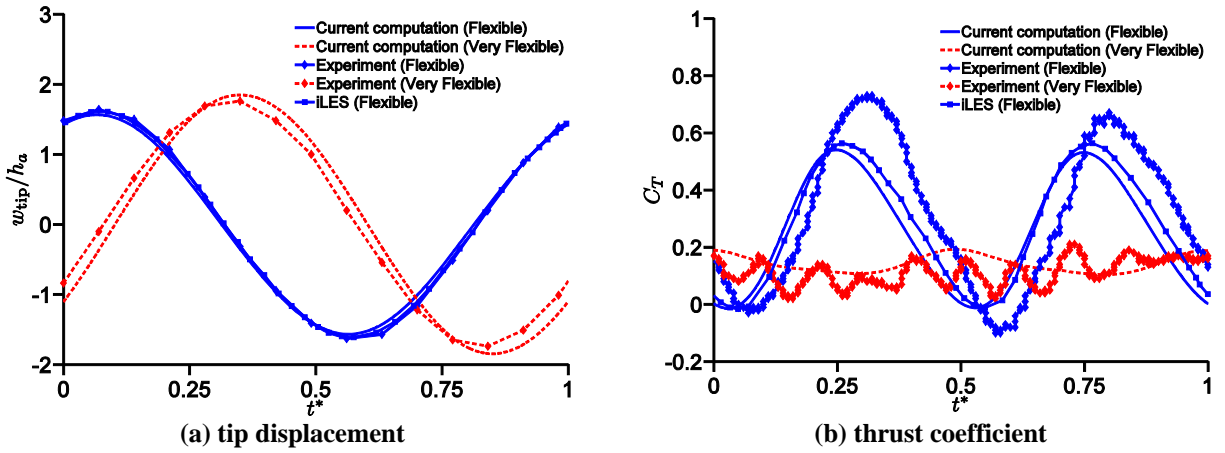 Current computation (Flexible)
Current computation (Very Flexible)
Experiment (Flexible)
Experiment (Very Flexible)
iLES (Flexible)
3
2
1
0
−1
−2
w_tip/h_a
0 0.25 0.5 0.75 1
t*
(a) tip displacement
Current computation (Flexible)
Current computation (Very Flexible)
Experiment (Flexible)
Experiment (Very Flexible)
iLES (Flexible)
1
0.8
0.6
0.4
0.2
0
-0.2
C_T
0 0.25 0.5 0.75 1
t*
(b) thrust coefficient